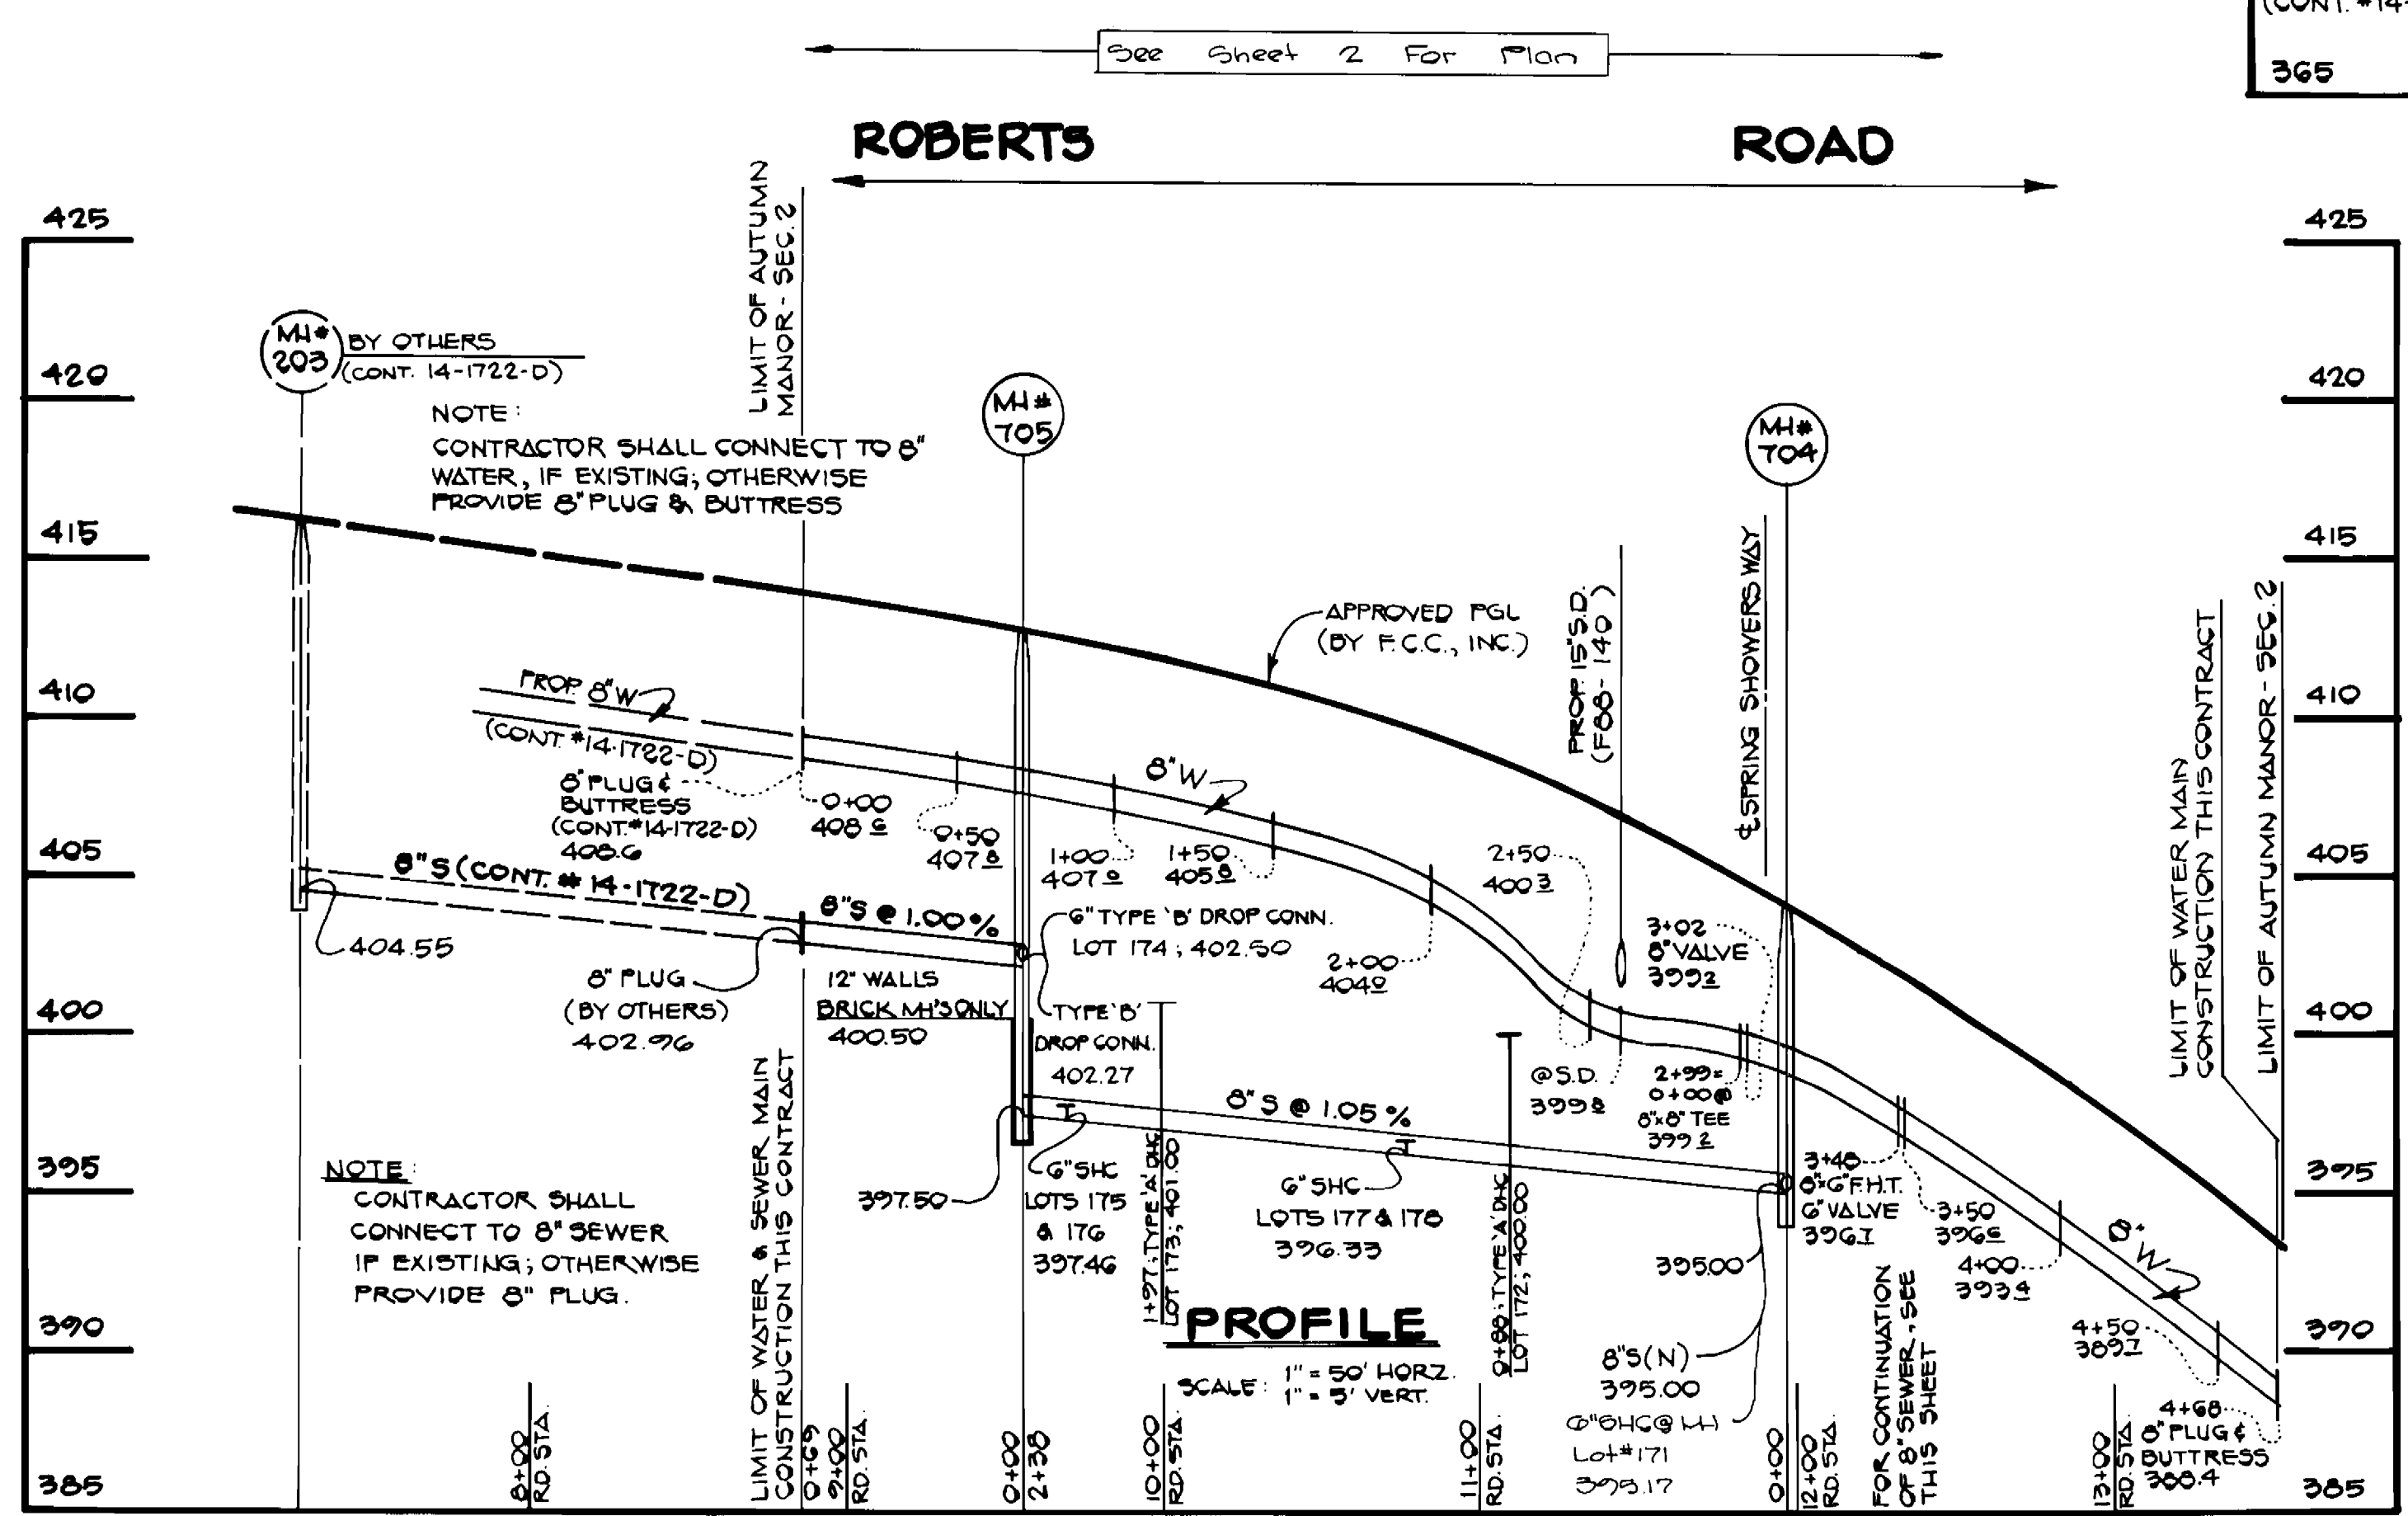 (CONT. #14-
365
See Sheet 2 For Plan
ROBERTS ROAD
425
420
415
410
405
400
395
390
385
425
420
415
410
405
400
395
390
385
MH#
203
BY OTHERS
(CONT. 14-1722-D)
NOTE:
CONTRACTOR SHALL CONNECT TO 8"
WATER, IF EXISTING; OTHERWISE
PROVIDE 8" PLUG & BUTTRESS
LIMIT OF AUTUMN
MANOR - SEC. 2
MH#
705
MH#
704
APPROVED PGL
(BY F.C.C., INC.)
PROP. 15" S.D.
(F88-140)
℄ SPRING SHOWERS WAY
LIMIT OF WATER MAIN
CONSTRUCTION THIS CONTRACT
LIMIT OF AUTUMN MANOR - SEC. 2
PROP. 8" W
(CONT. #14-1722-D)
8" PLUG &
BUTTRESS
(CONT. #14-1722-D)
408.6
0+00
408 6
0+50
407 8
1+00
407 0
1+50
405 8
8" W
2+00
404 0
2+50
400 3
3+02
8" VALVE
399 2
@ S.D.
399 8
2+99=
0+00 @
8"x8" TEE
399 2
8" S (CONT. # 14-1722-D)
8" S @ 1.00 %
404.55
8" PLUG
(BY OTHERS)
402.96
12" WALLS
BRICK MH'S ONLY
400.50
6" TYPE 'B' DROP CONN.
LOT 174; 402.50
TYPE 'B'
DROP CONN.
402.27
8" S @ 1.05 %
397.50
6" SHC
LOTS 175
& 176
397.46
1+97; TYPE 'A' DHC
LOT 173; 401.00
6" SHC
LOTS 177 & 178
396.33
0+88; TYPE 'A' DHC
LOT 172; 400.00
3+48
8"x6" F.H.T.
6" VALVE
396 7
3+50
396 6
4+00
393 4
8" W
4+50
389 7
4+68
8" PLUG &
BUTTRESS
388.4
395.00
8" S (N)
395.00
6" SHC @ MH
Lot #171
395.17
NOTE:
CONTRACTOR SHALL
CONNECT TO 8" SEWER
IF EXISTING; OTHERWISE
PROVIDE 8" PLUG.
LIMIT OF WATER & SEWER MAIN
CONSTRUCTION THIS CONTRACT
PROFILE
SCALE: 1" = 50' HORZ.
1" = 5' VERT.
FOR CONTINUATION
OF 8" SEWER, SEE
THIS SHEET
8+00
RD. STA.
0+69
9+00
RD. STA.
0+00
2+38
10+00
RD. STA.
11+00
RD. STA.
0+00
12+00
RD. STA.
13+00
RD. STA.